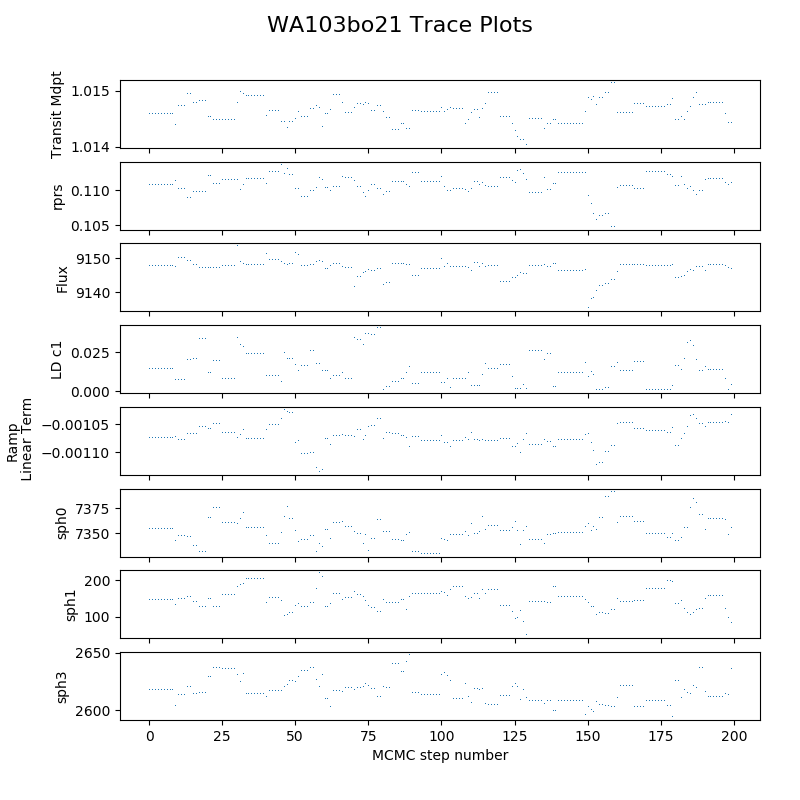 WA103bo21 Trace Plots
Transit Mdpt
1.015
1.014
rprs
0.110
0.105
Flux
9150
9140
LD c1
0.025
0.000
Ramp
Linear Term
−0.00105
−0.00110
sph0
7375
7350
sph1
200
100
sph3
2650
2600
0 25 50 75 100 125 150 175 200
MCMC step number